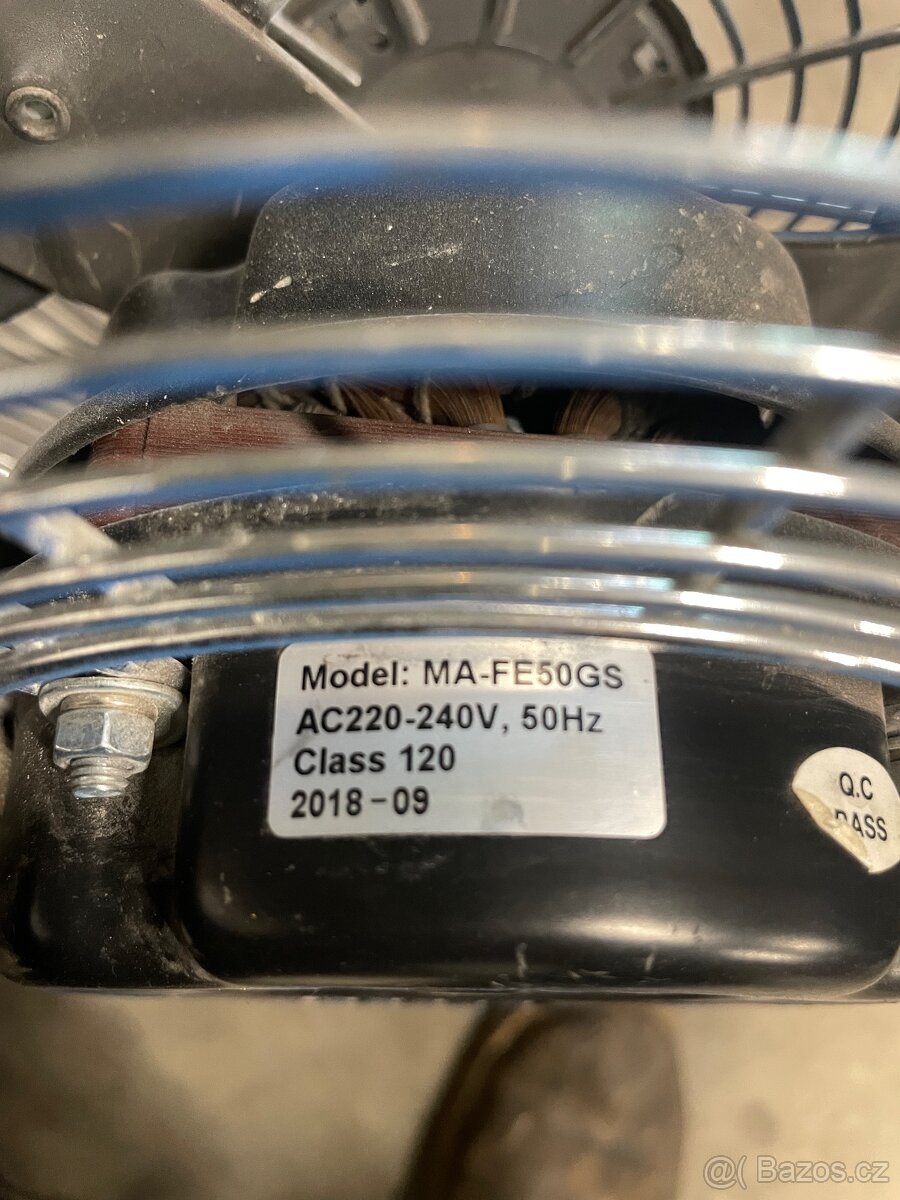 Model: MA-FE50GS
AC220-240V, 50Hz
Class 120
2018-09
Q.C
PASS
@( Bazos.cz